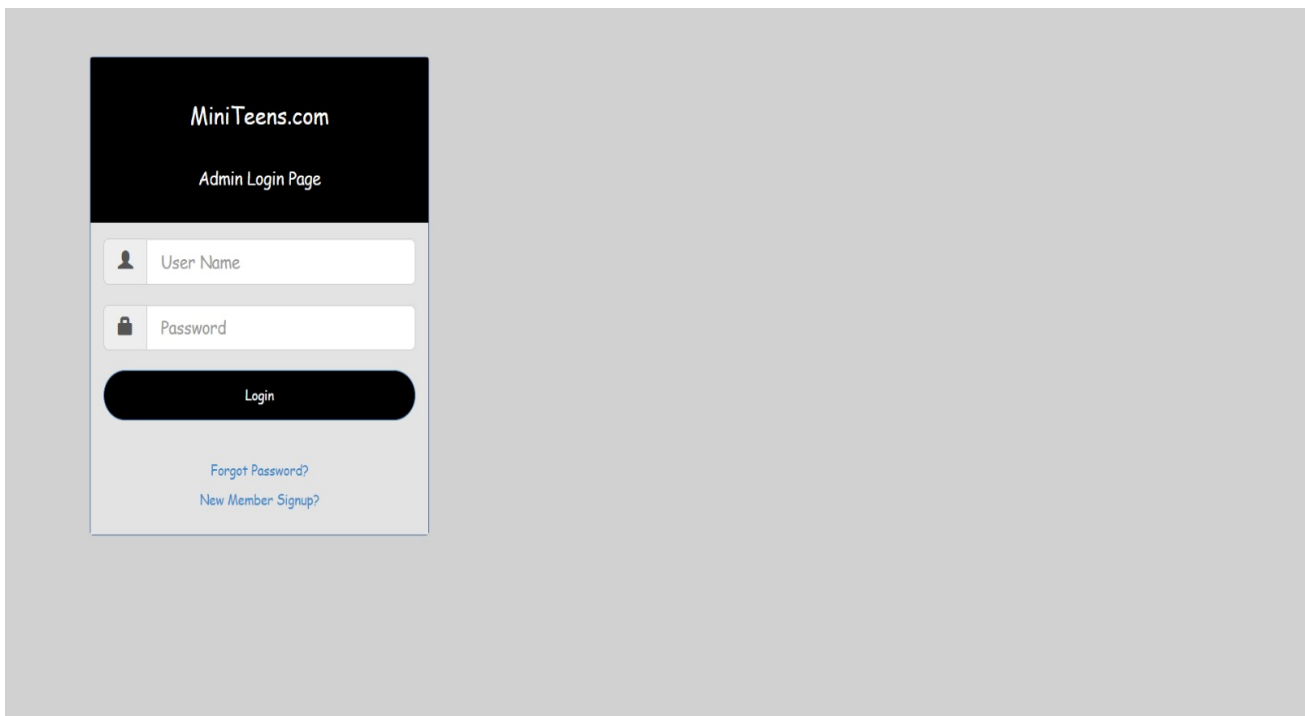 MiniTeens.com
Admin Login Page
User Name
Password
Login
Forgot Password?
New Member Signup?